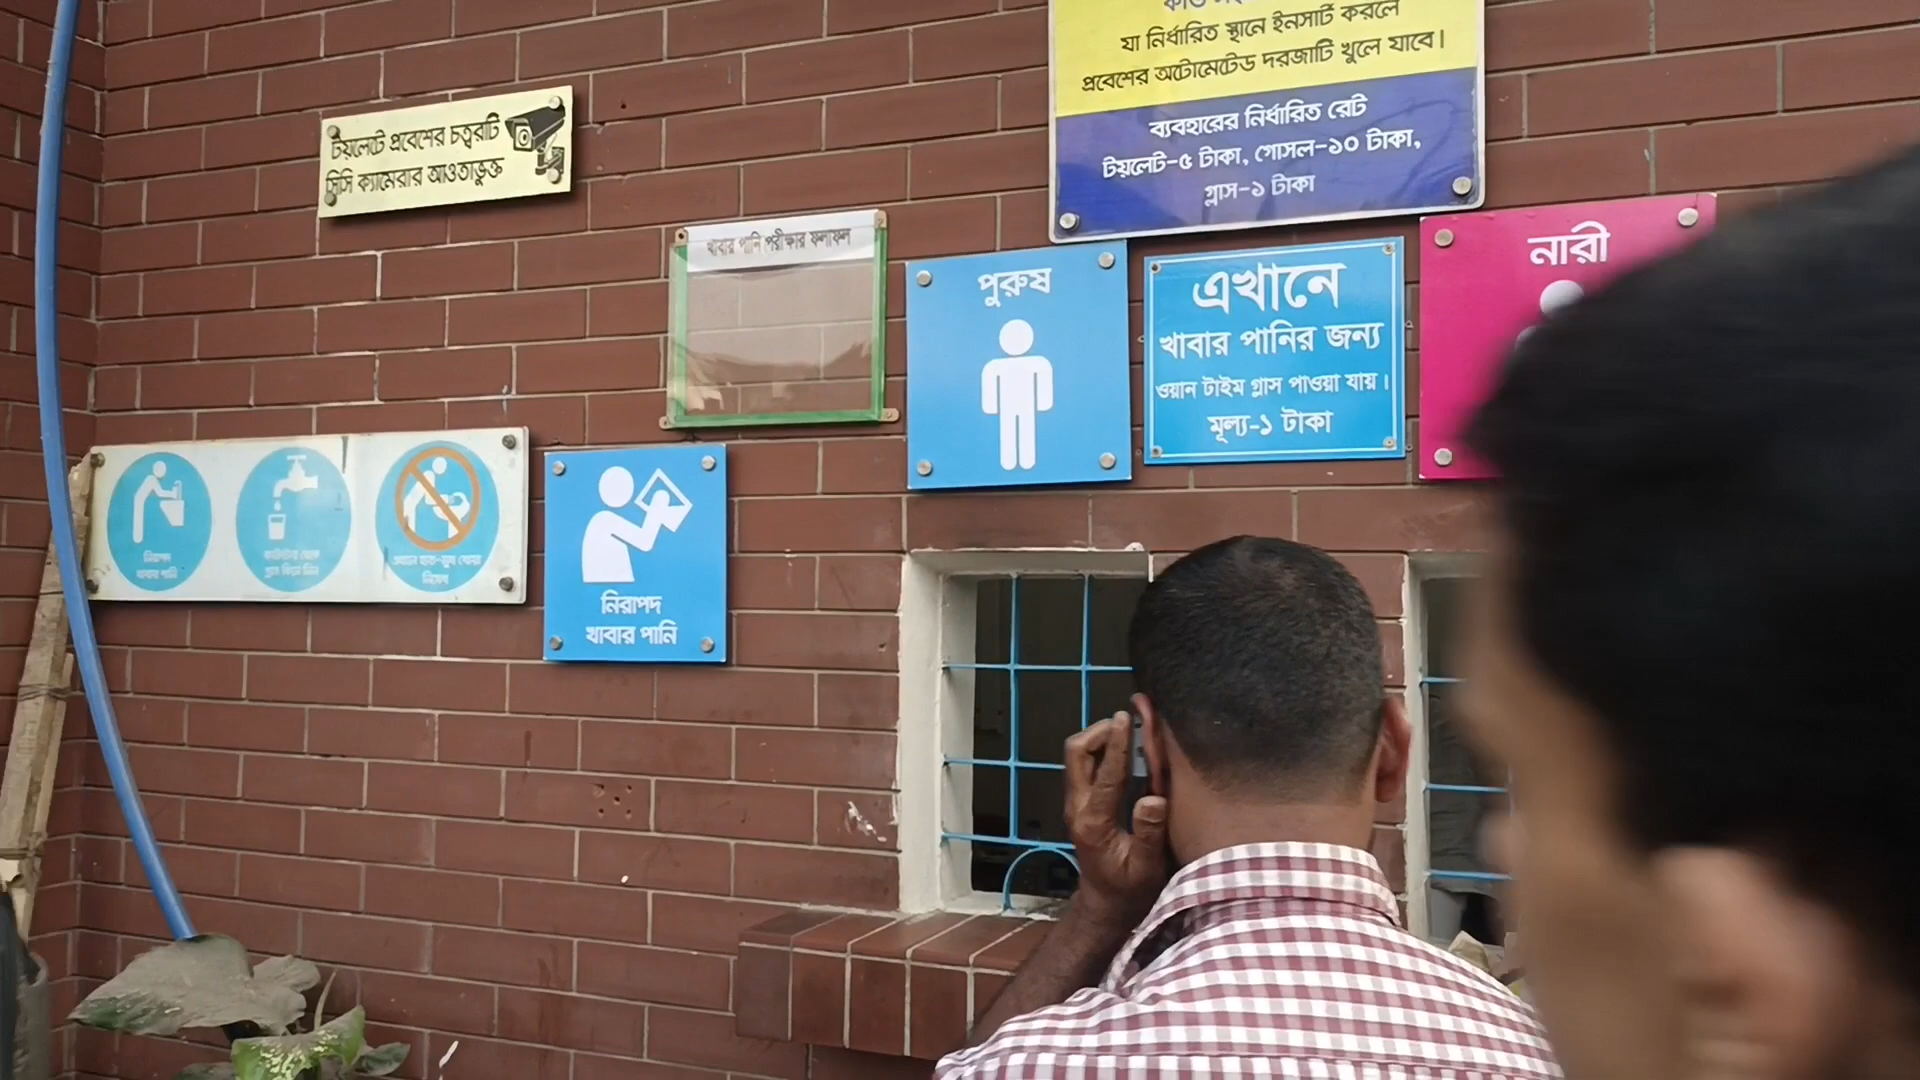 যা নির্ধারিত স্থানে ইনসার্ট করলে
প্রবেশের অটোমেটেড দরজাটি খুলে যাবে।
ব্যবহারের নির্ধারিত রেট
টয়লেট-৫ টাকা, গোসল-১০ টাকা,
গ্লাস-১ টাকা
টয়লেটে প্রবেশের চত্বরটি
সিসি ক্যামেরার আওতাভুক্ত
খাবার পানি পরীক্ষার ফলাফল
পুরুষ
এখানে
খাবার পানির জন্য
ওয়ান টাইম গ্লাস পাওয়া যায়।
মূল্য-১ টাকা
নারী
নিরাপদ
খাবার পানি
নিরাপদ
খাবার পানি